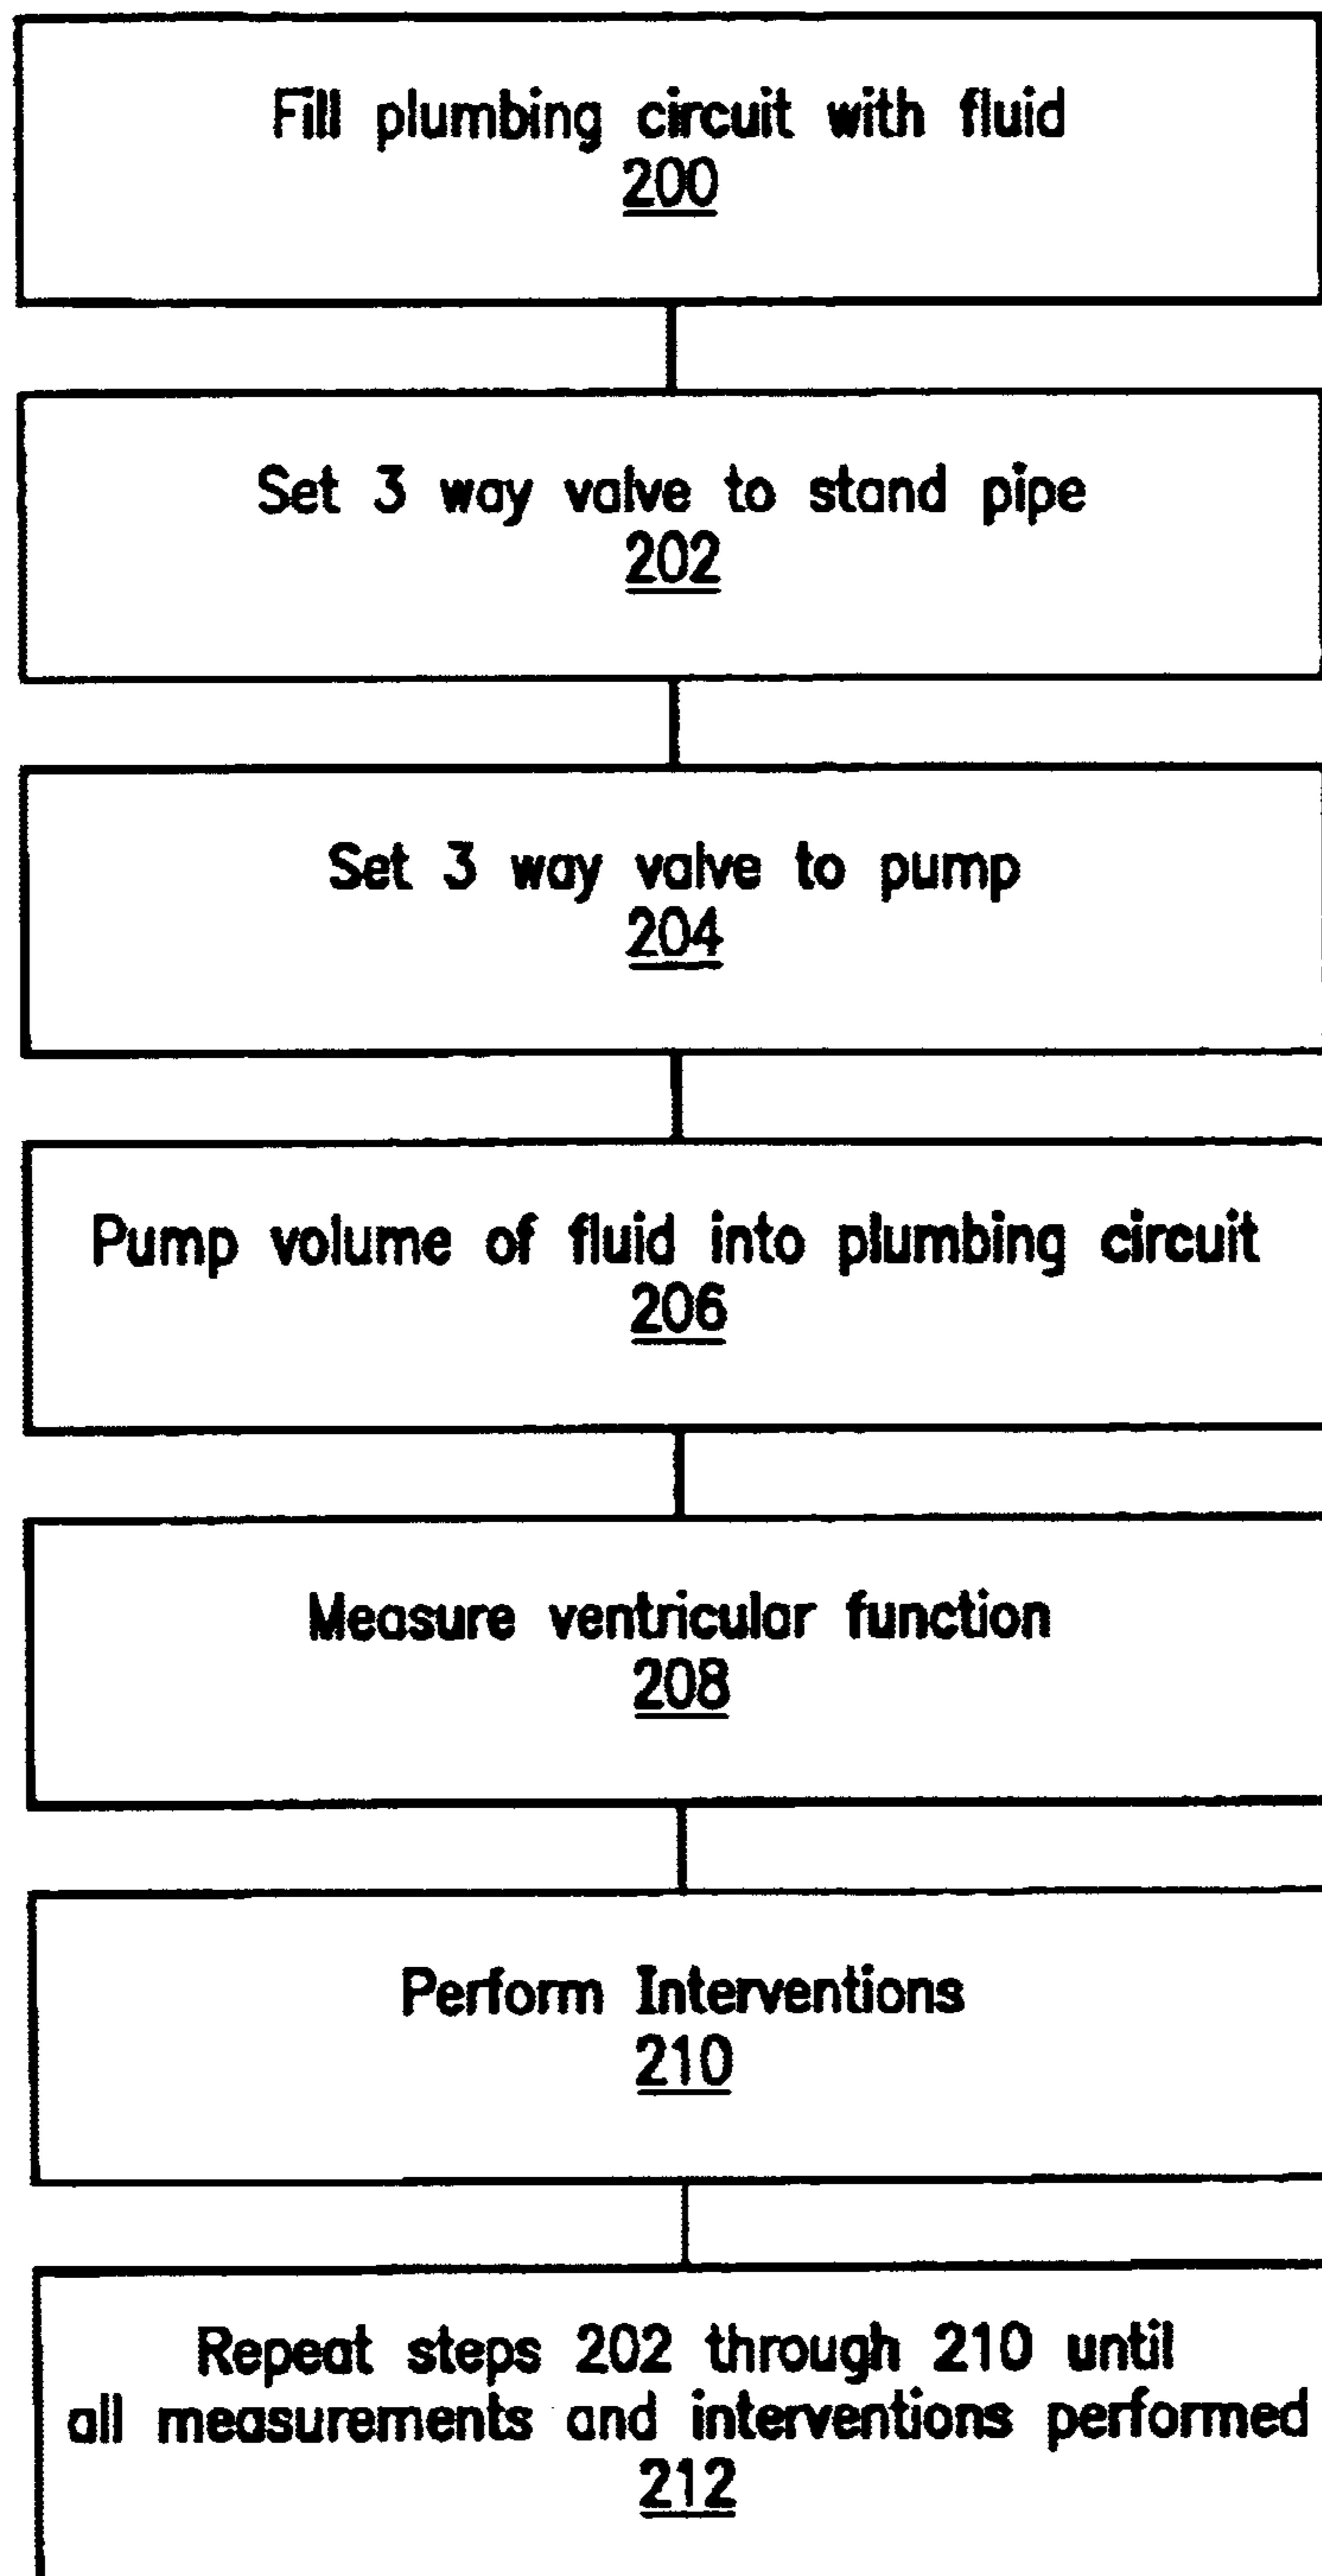 Fill plumbing circuit with fluid
200
Set 3 way valve to stand pipe
202
Set 3 way valve to pump
204
Pump volume of fluid into plumbing circuit
206
Measure ventricular function
208
Perform Interventions
210
Repeat steps 202 through 210 until
all measurements and interventions performed
212